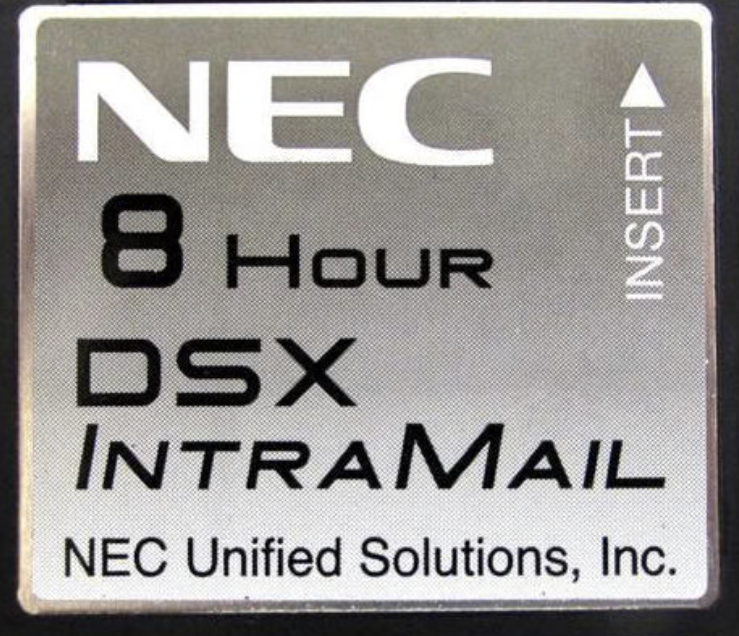 NEC
8 HOUR
DSX
INTRAMAIL
NEC Unified Solutions, Inc.
INSERT